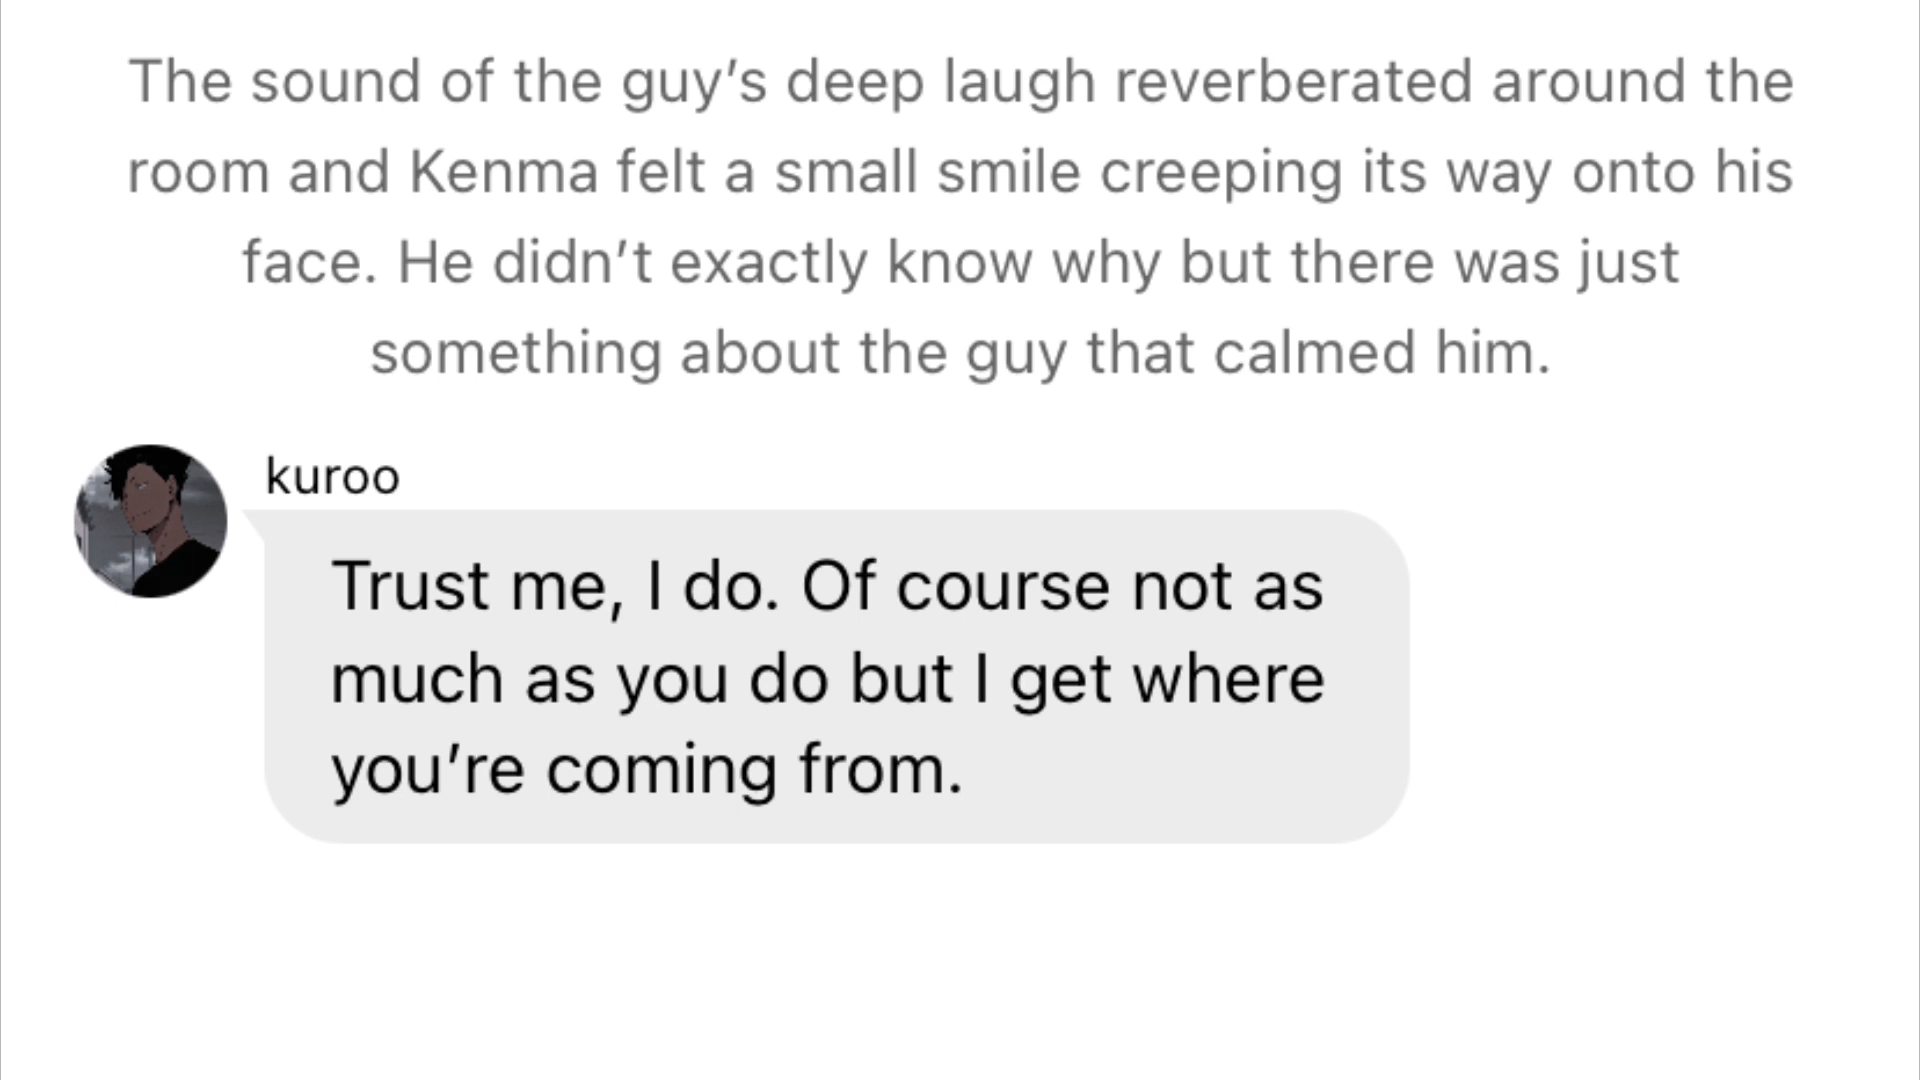 The sound of the guy’s deep laugh reverberated around the
room and Kenma felt a small smile creeping its way onto his
face. He didn’t exactly know why but there was just
something about the guy that calmed him.
kuroo
Trust me, I do. Of course not as
much as you do but I get where
you’re coming from.